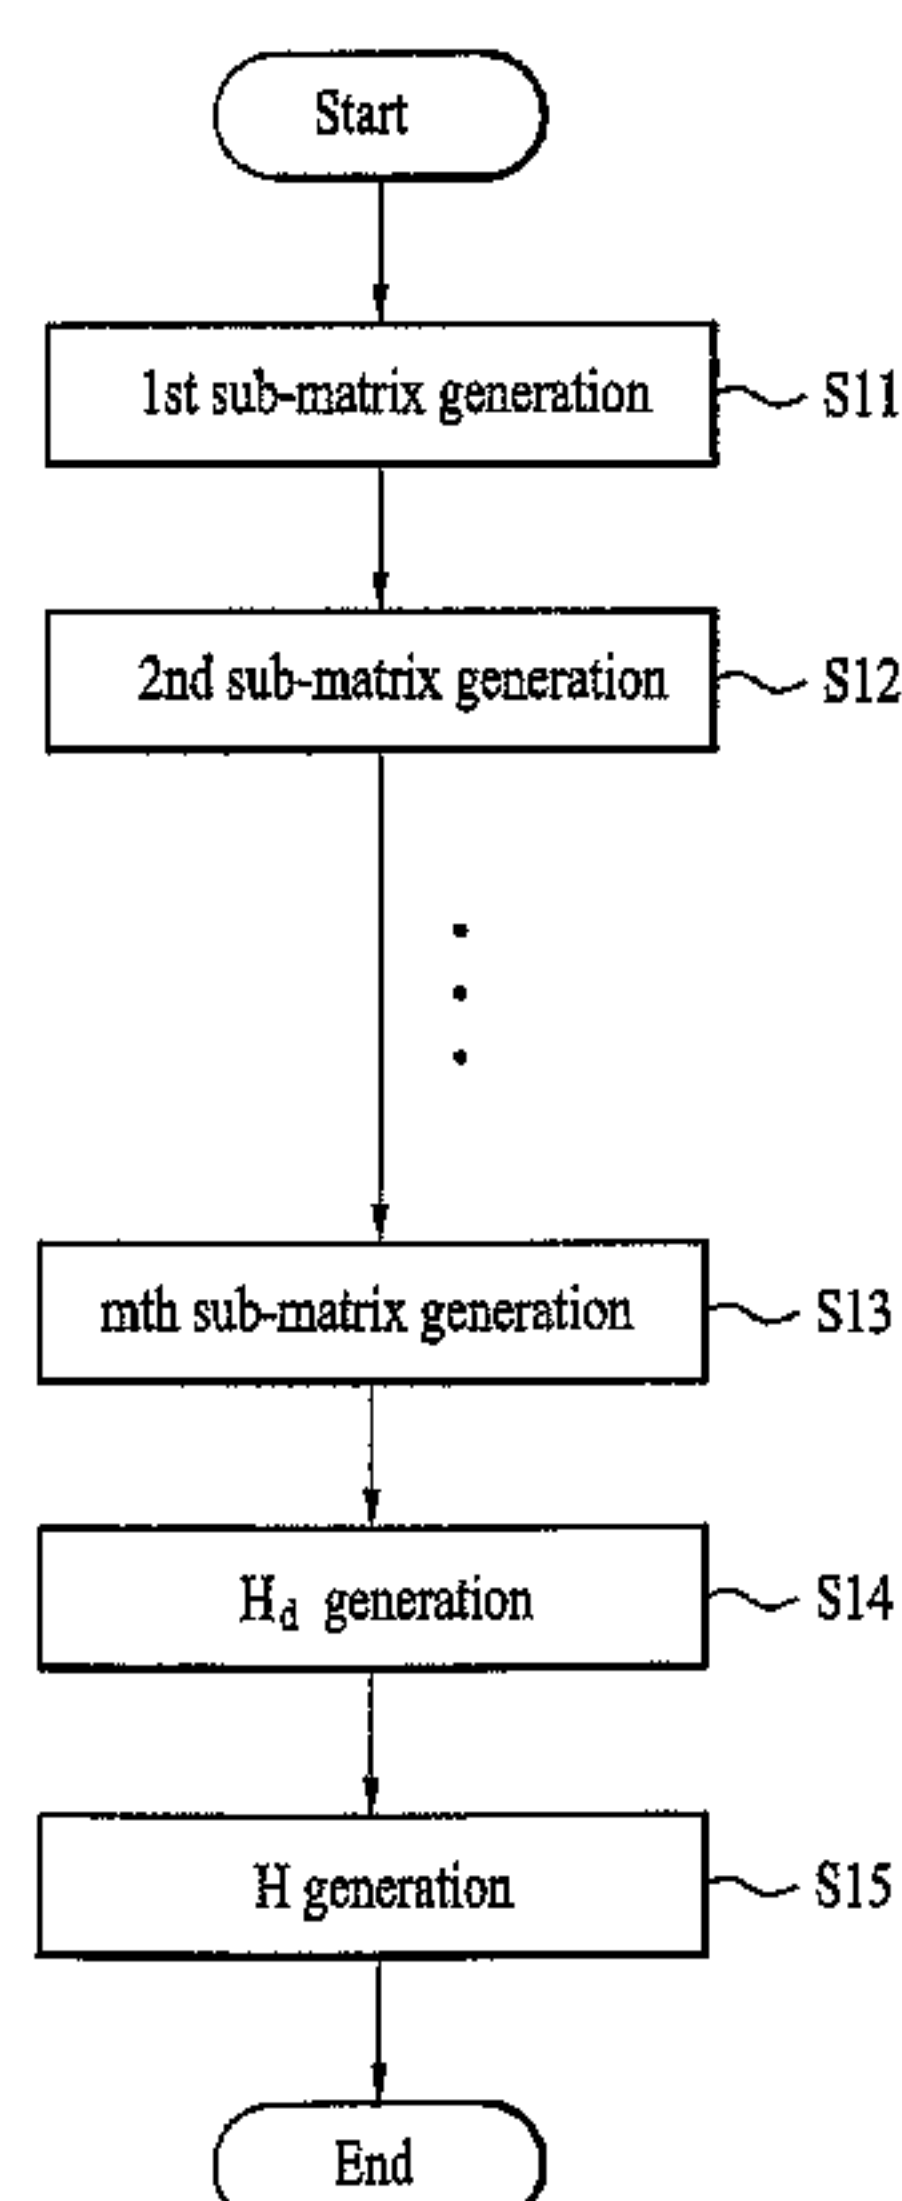 Start
1st sub-matrix generation
S11
2nd sub-matrix generation
S12
mth sub-matrix generation
S13
H_d generation
S14
H generation
S15
End